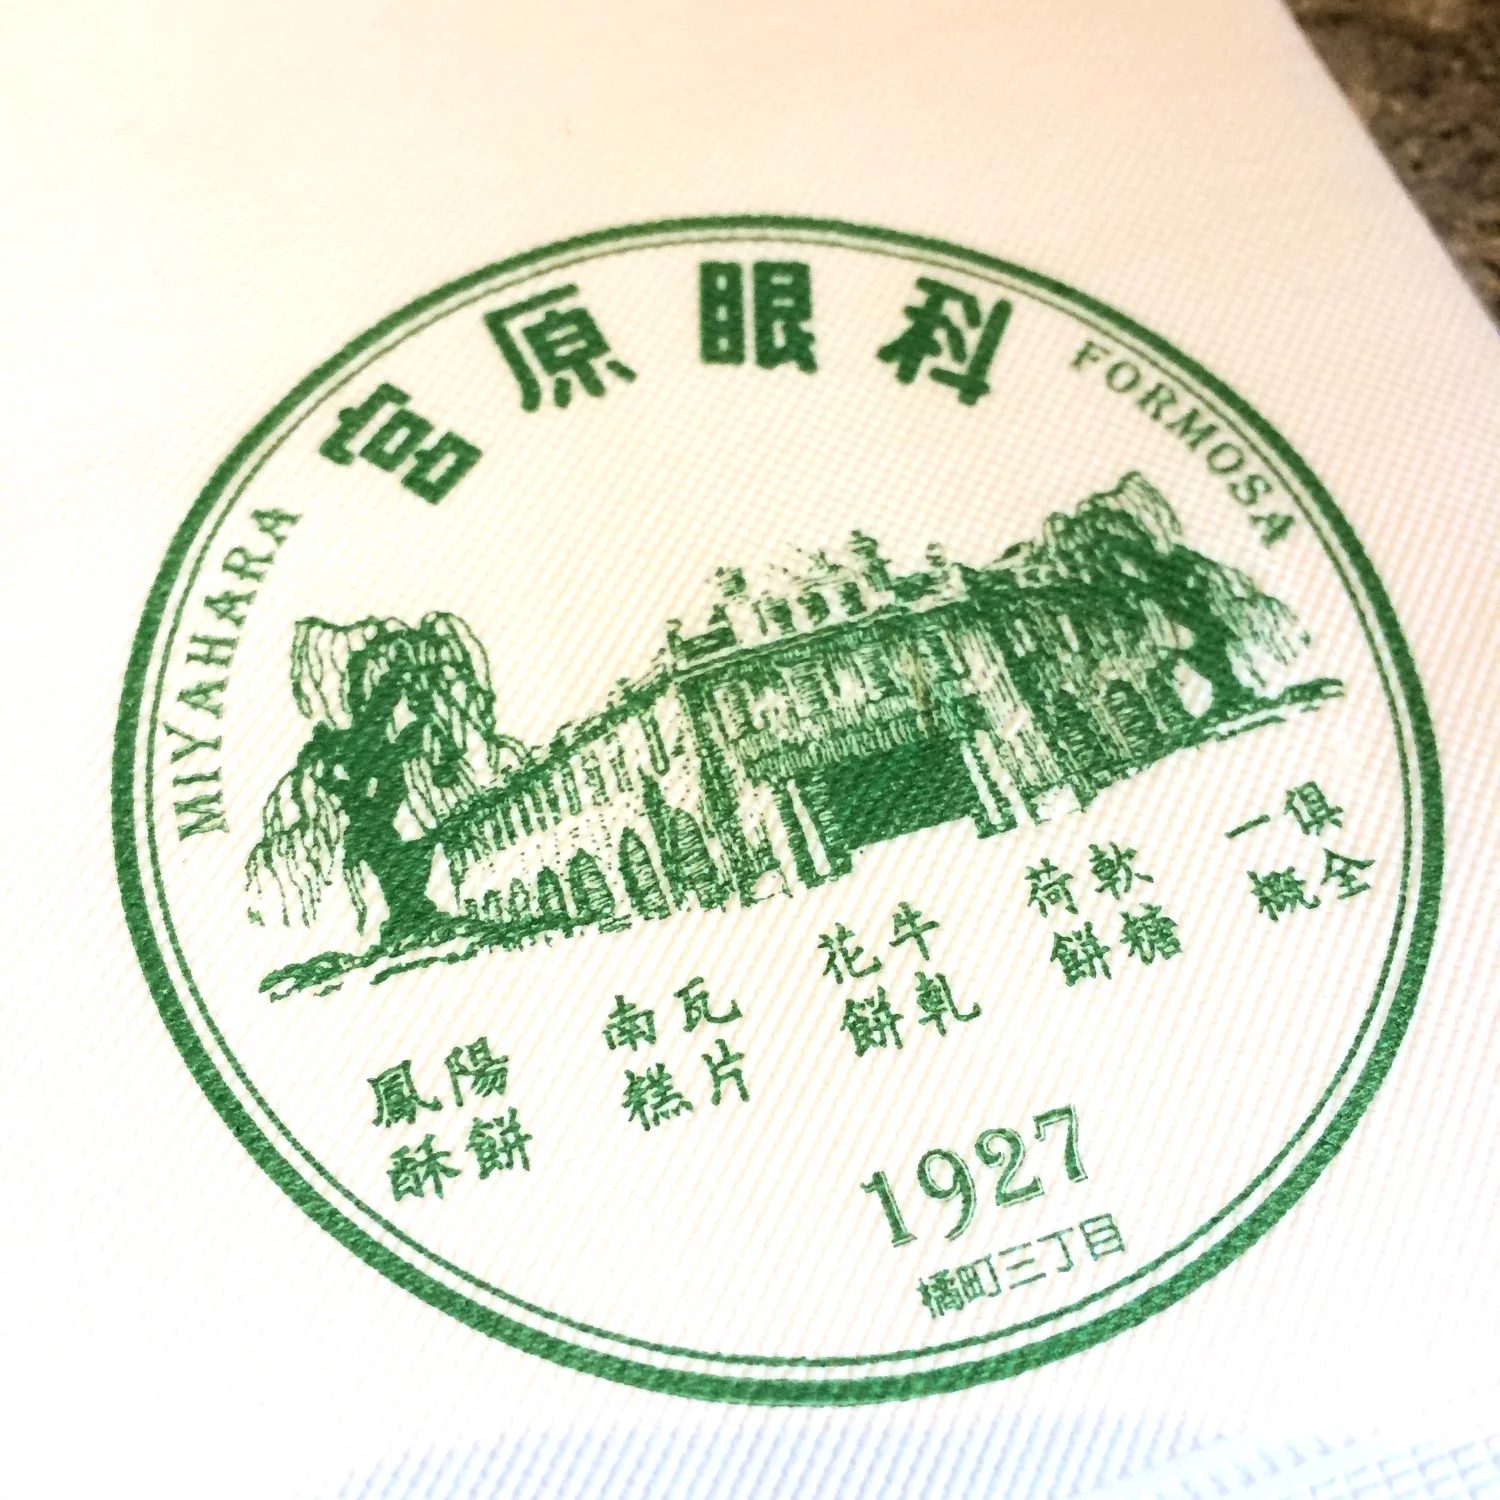 宮原眼科
MIYAHARA
FORMOSA
鳳陽
酥餅
南瓦
糕片
花牛
餅軋
荷軟
餅糖
一俱
概全
1927
橘町三丁目